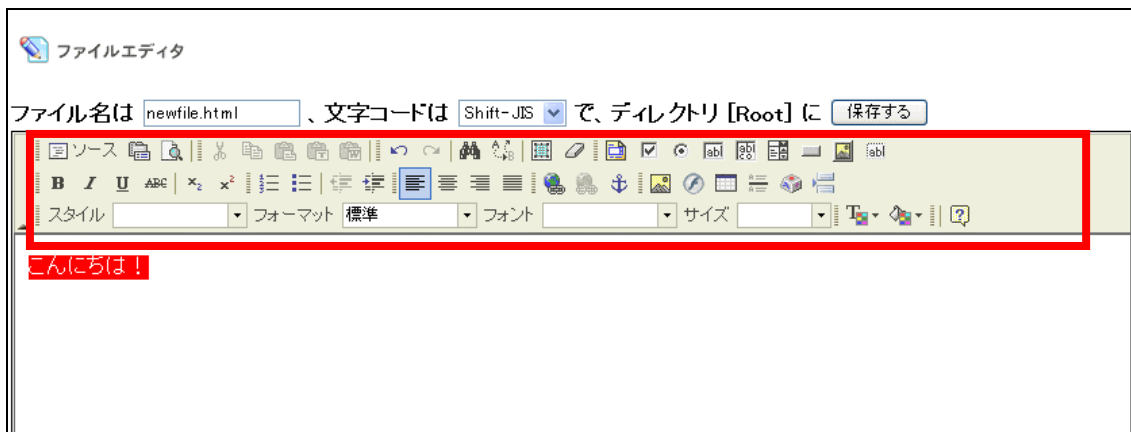 ファイルエディタ
ファイル名は newfile.html 、文字コードは Shift-JIS で、ディレクトリ [Root] に 保存する
ソース
B I U ABC x₂ x²
スタイル フォーマット 標準 フォント サイズ
こんにちは！